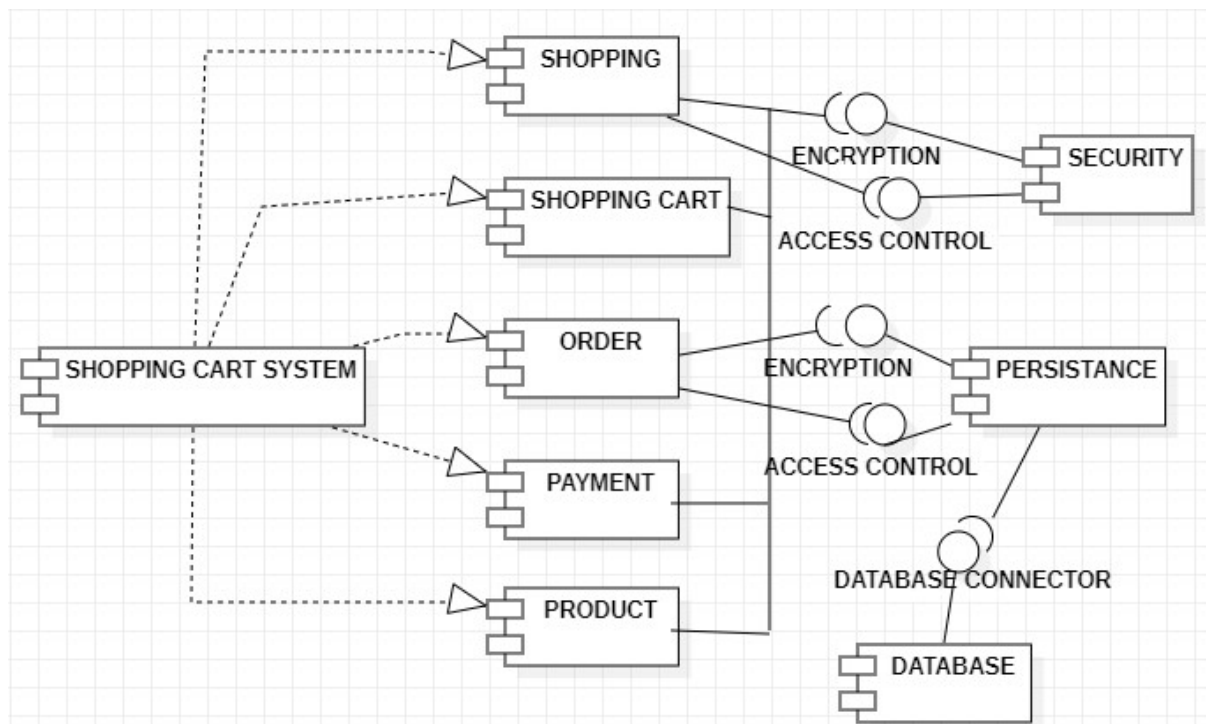 SHOPPING
ENCRYPTION
SECURITY
SHOPPING CART
ACCESS CONTROL
ORDER
SHOPPING CART SYSTEM
ENCRYPTION
PERSISTANCE
ACCESS CONTROL
PAYMENT
DATABASE CONNECTOR
PRODUCT
DATABASE